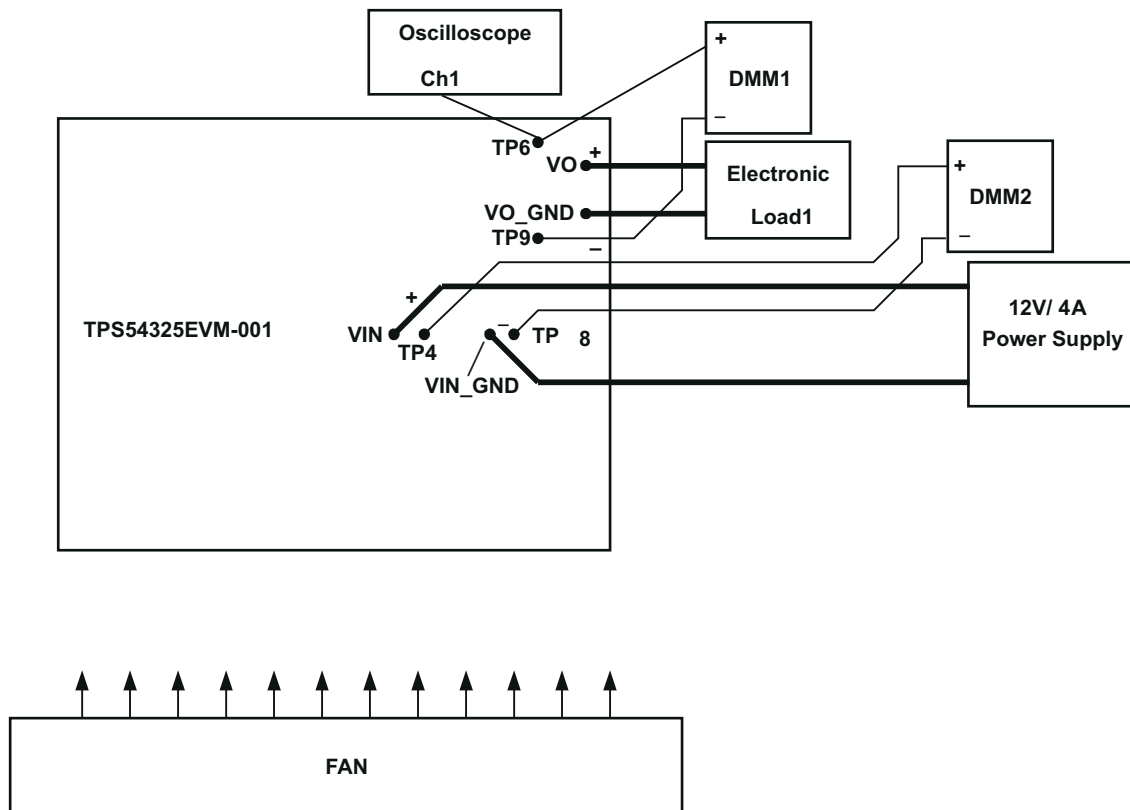 Oscilloscope
Ch1
+
DMM1
–
TP6
VO
+
Electronic
Load1
VO_GND
TP9
–
+
DMM2
–
TPS54325EVM-001
+
VIN
TP4
–
TP 8
VIN_GND
12V/ 4A
Power Supply
FAN